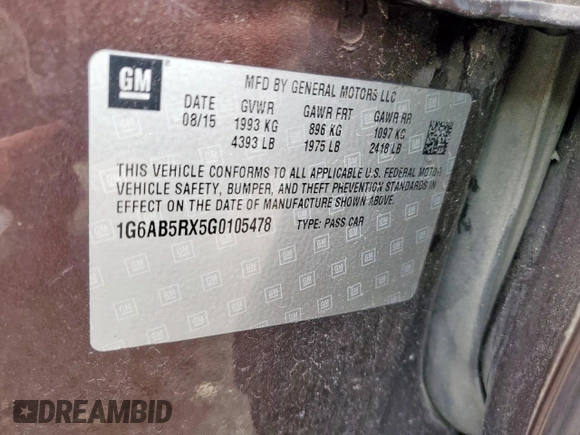 GM
MFD BY GENERAL MOTORS LLC
DATE GVWR GAWR FRT GAWR RR
08/15 1993 KG 896 KG 1097 KG
4393 LB 1975 LB 2418 LB
THIS VEHICLE CONFORMS TO ALL APPLICABLE U.S. FEDERAL MOTOR
VEHICLE SAFETY, BUMPER, AND THEFT PREVENTION STANDARDS IN
EFFECT ON THE DATE OF MANUFACTURE SHOWN ABOVE.
1G6AB5RX5G0105478 TYPE: PASS CAR
DREAMBID